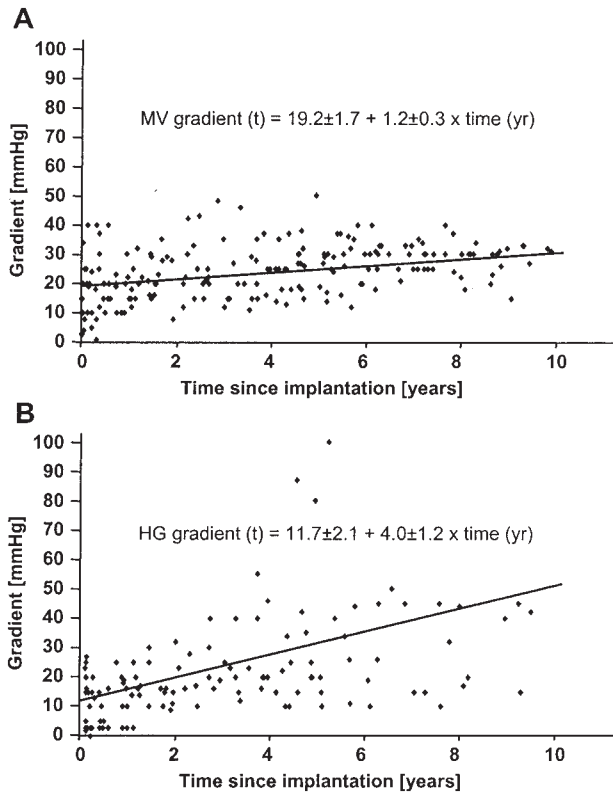 A
100
90
80
70
60
50
40
30
20
10
0
Gradient [mmHg]
MV gradient (t) = 19.2±1.7 + 1.2±0.3 x time (yr)
0 2 4 6 8 10
Time since implantation [years]
B
100
90
80
70
60
50
40
30
20
10
0
Gradient [mmHg]
HG gradient (t) = 11.7±2.1 + 4.0±1.2 x time (yr)
0 2 4 6 8 10
Time since implantation [years]